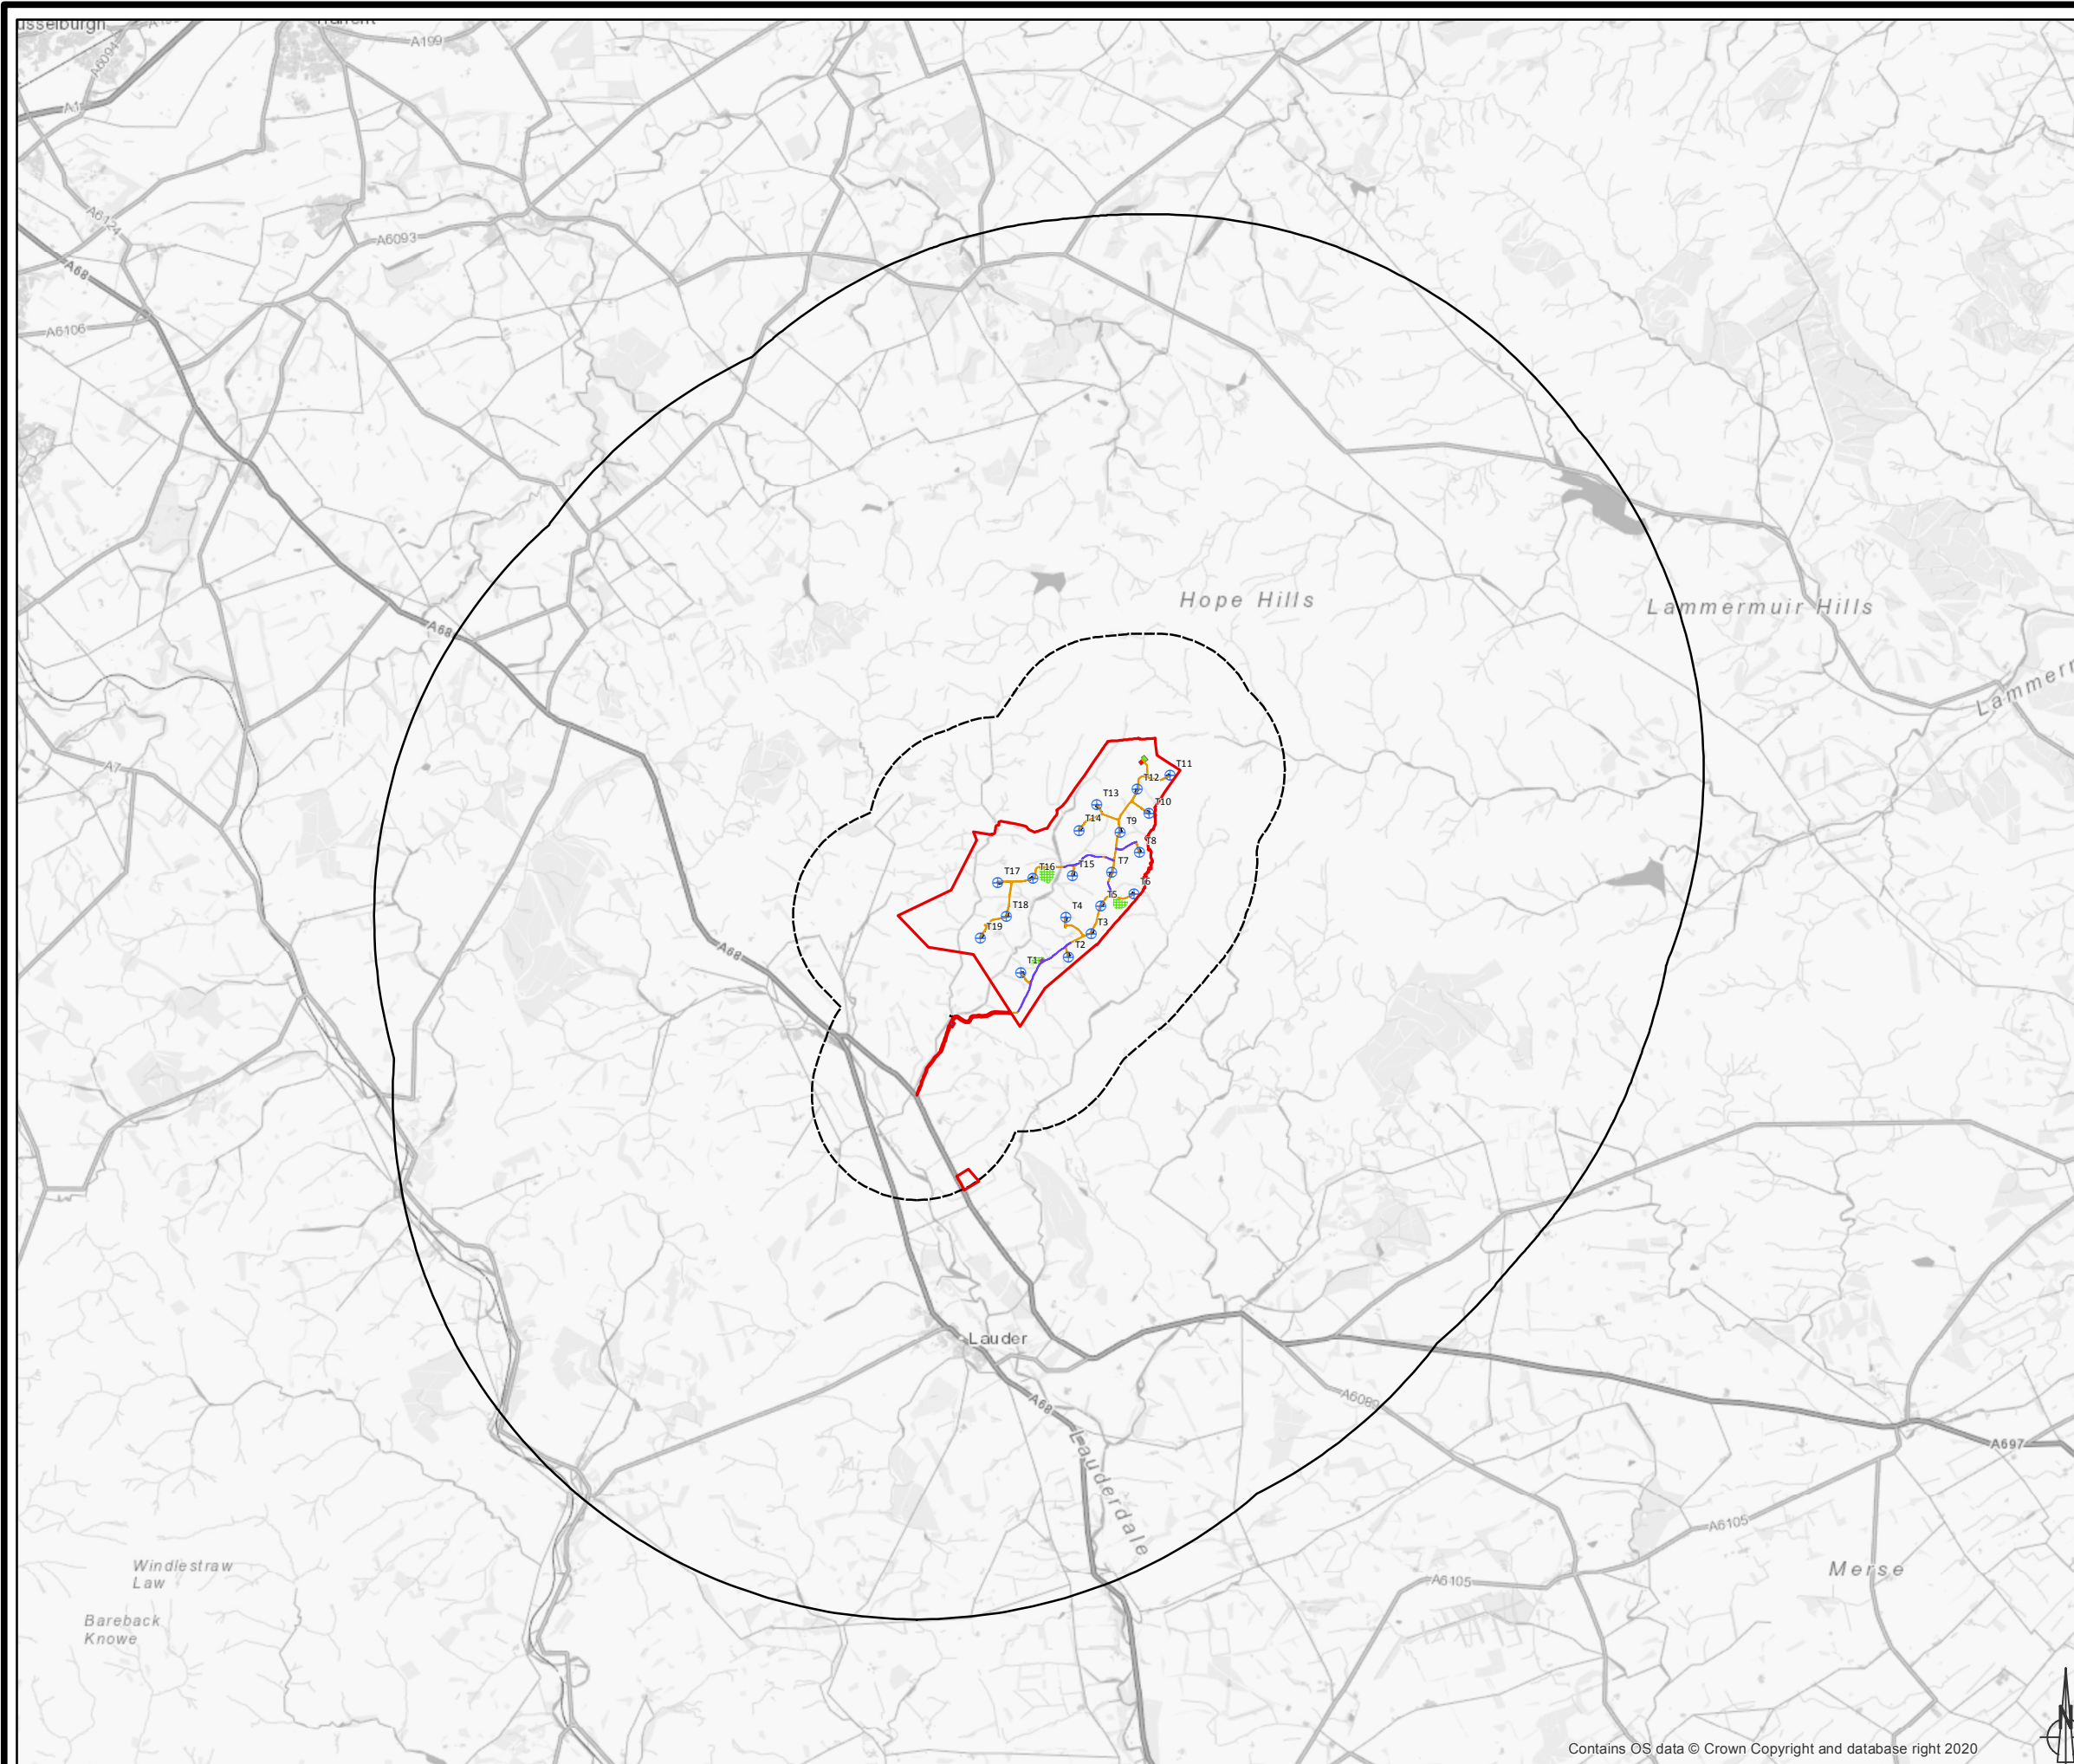 A199
A6094
A1
A6124
A6093
A68
A6106
Hope Hills
Lammermuir Hills
A68
A7
T11
T12
T13
T10
T14
T9
T8
T16
T15
T7
T17
T6
T5
T18
T4
T3
T19
T2
T1
A68
Lauder
A68
A6089
Lauderdale
A697
A6105
A6105
Merse
Windlestraw
Law
Bareback
Knowe
N
Contains OS data © Crown Copyright and database right 2020